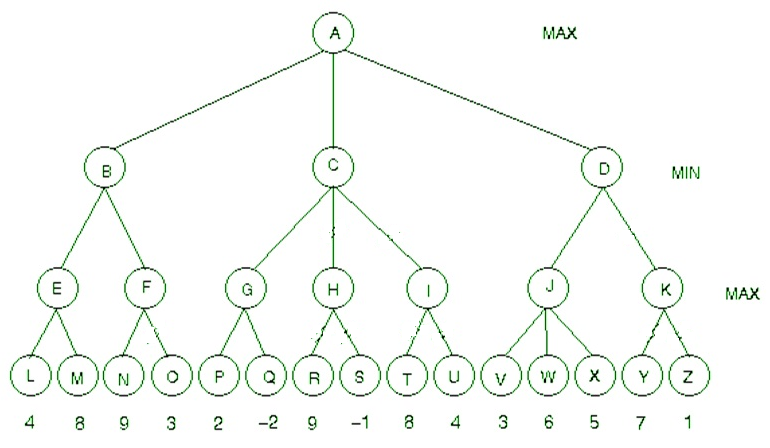 A MAX
B C D MIN
E F G H I J K MAX
L M N O P Q R S T U V W X Y Z
4 8 9 3 2 -2 9 -1 8 4 3 6 5 7 1